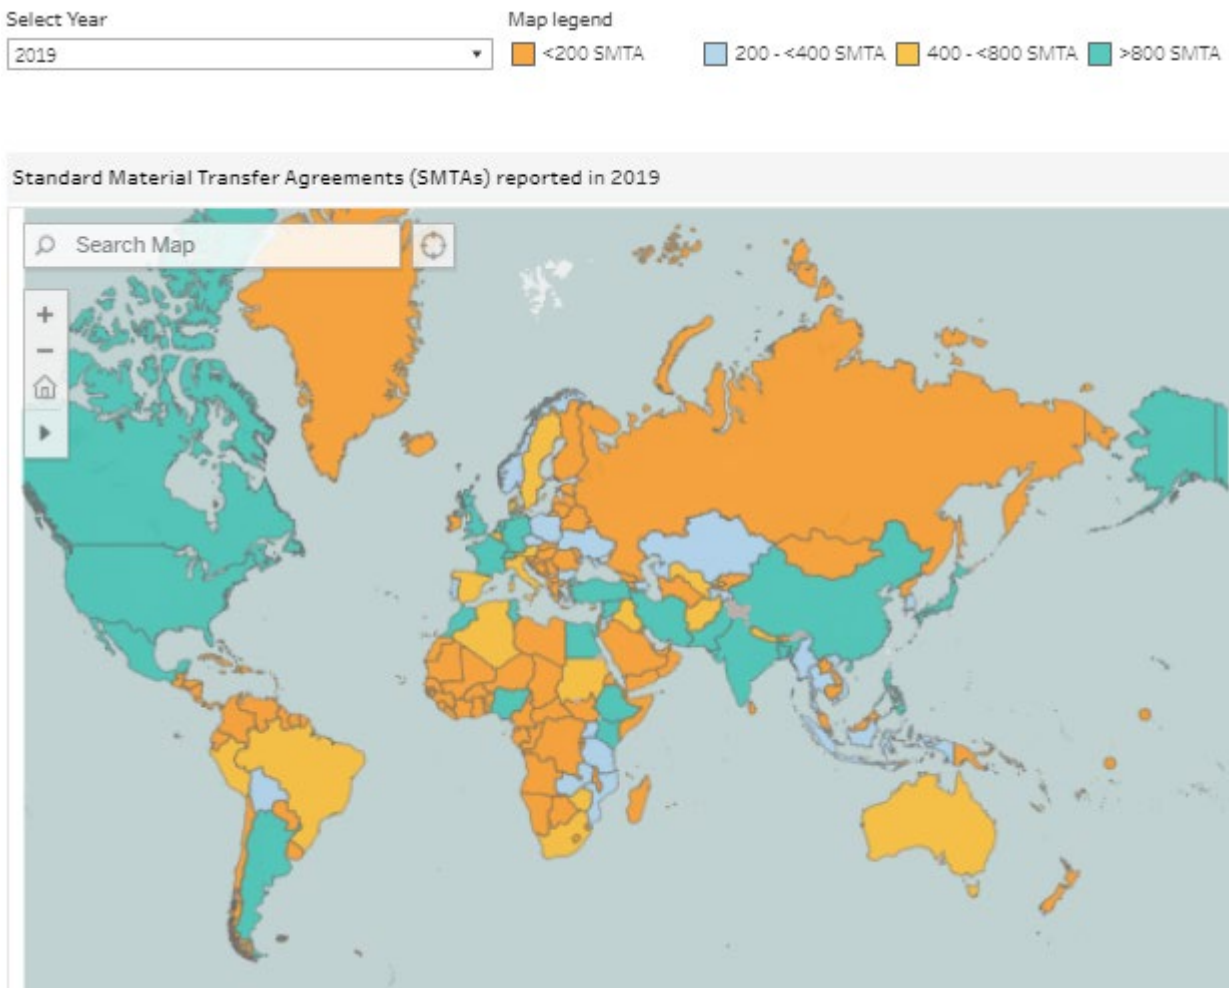 Select Year
Map legend
2019
<200 SMTA
200 - <400 SMTA
400 - <800 SMTA
>800 SMTA
Standard Material Transfer Agreements (SMTAs) reported in 2019
Search Map